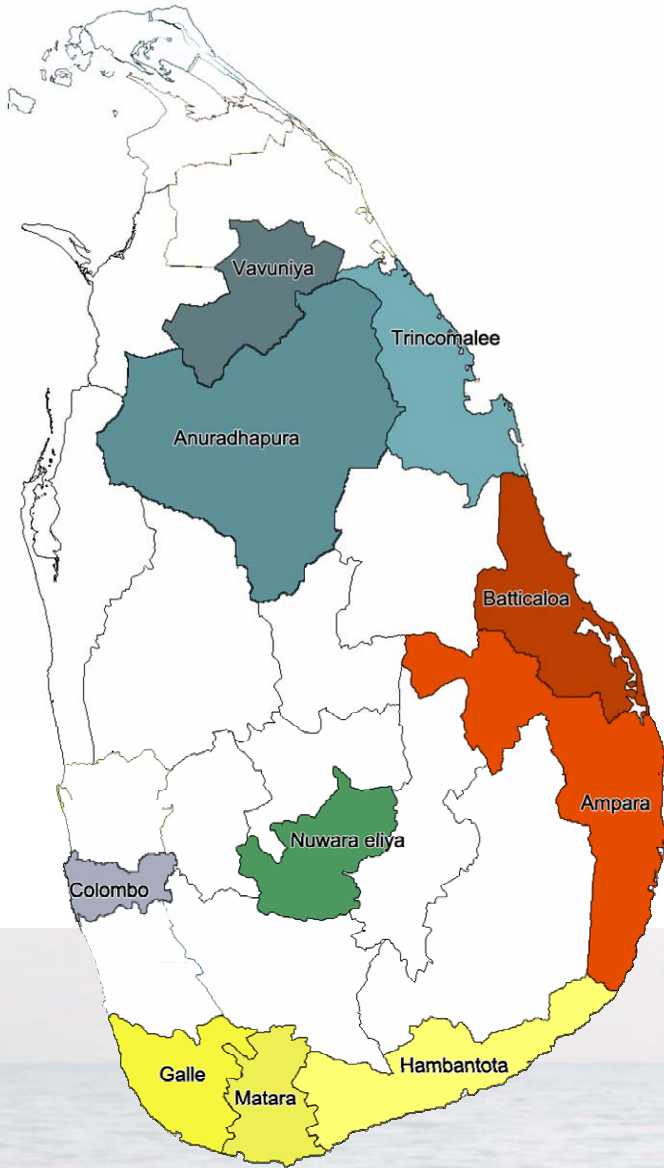 Vavuniya
Trincomalee
Anuradhapura
Batticaloa
Ampara
Nuwara eliya
Colombo
Hambantota
Galle
Matara